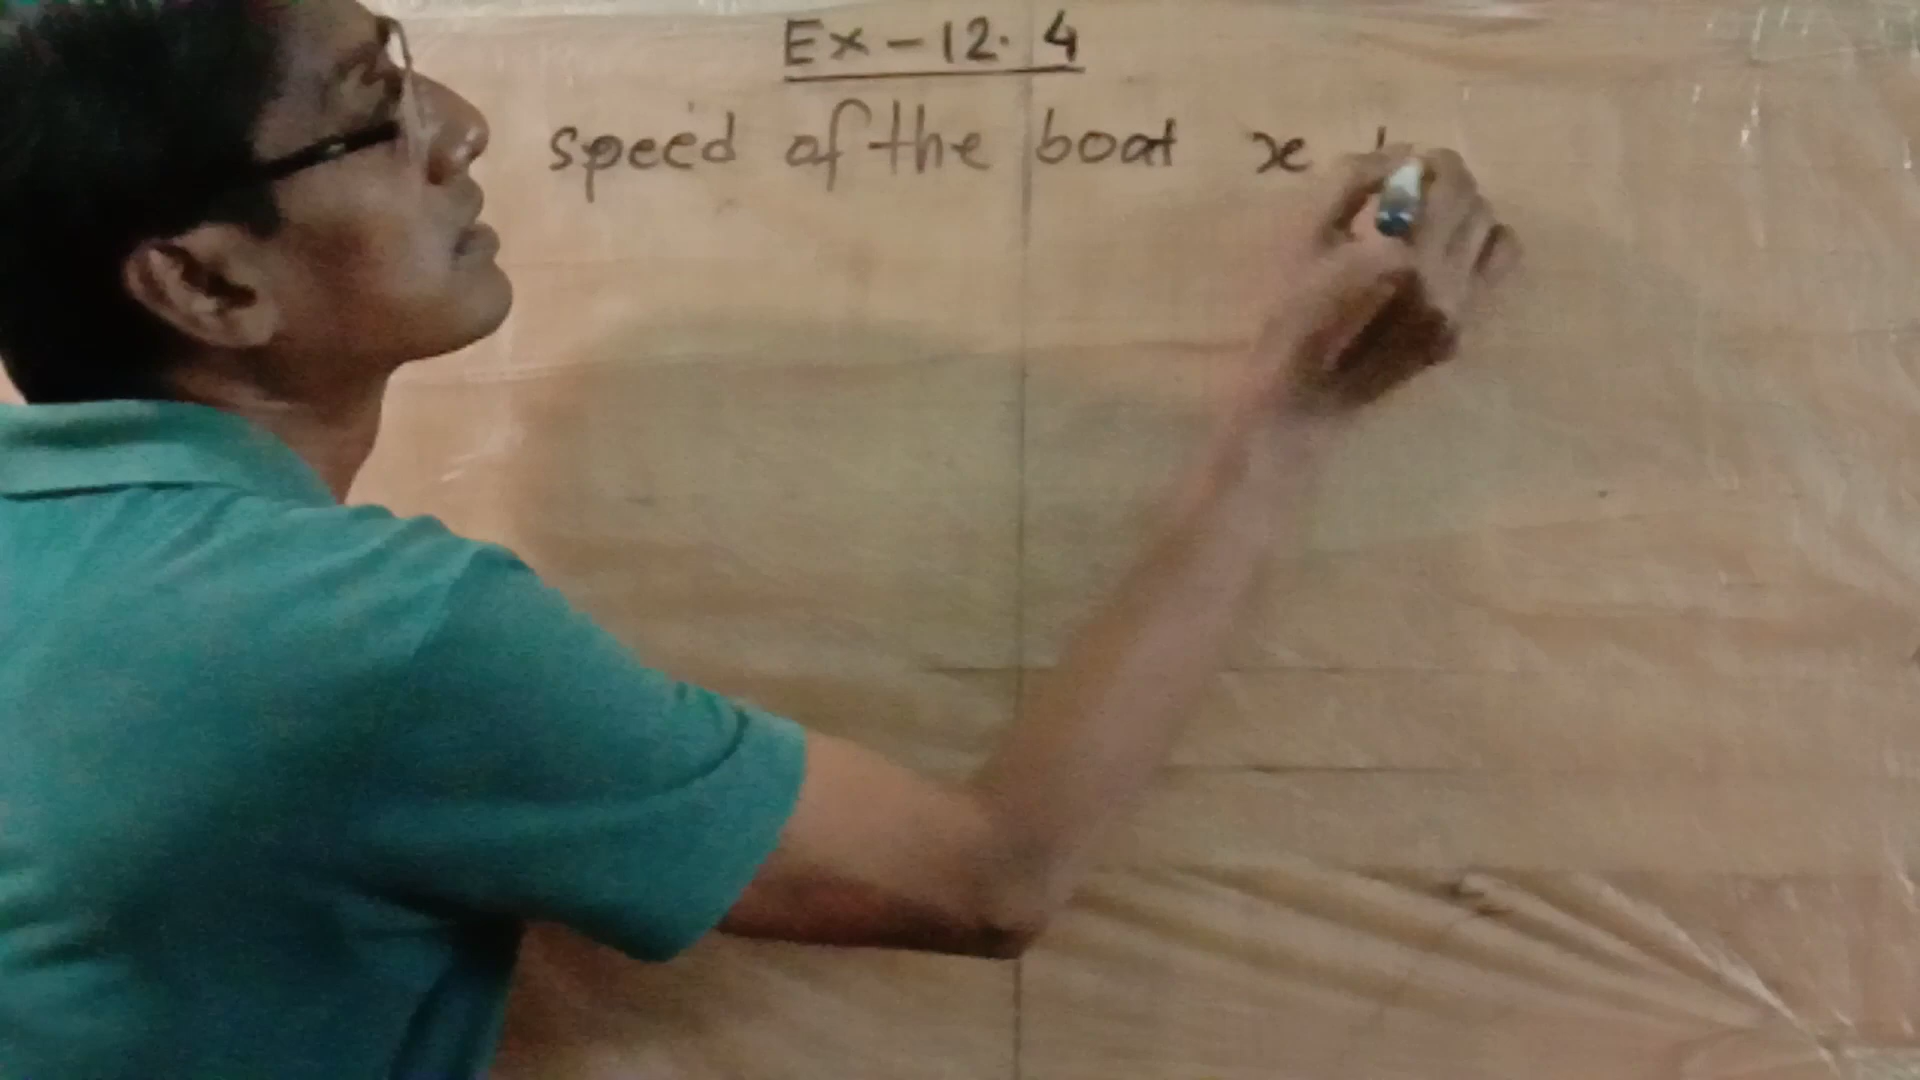 Ex - 12.4
speed of the boat x